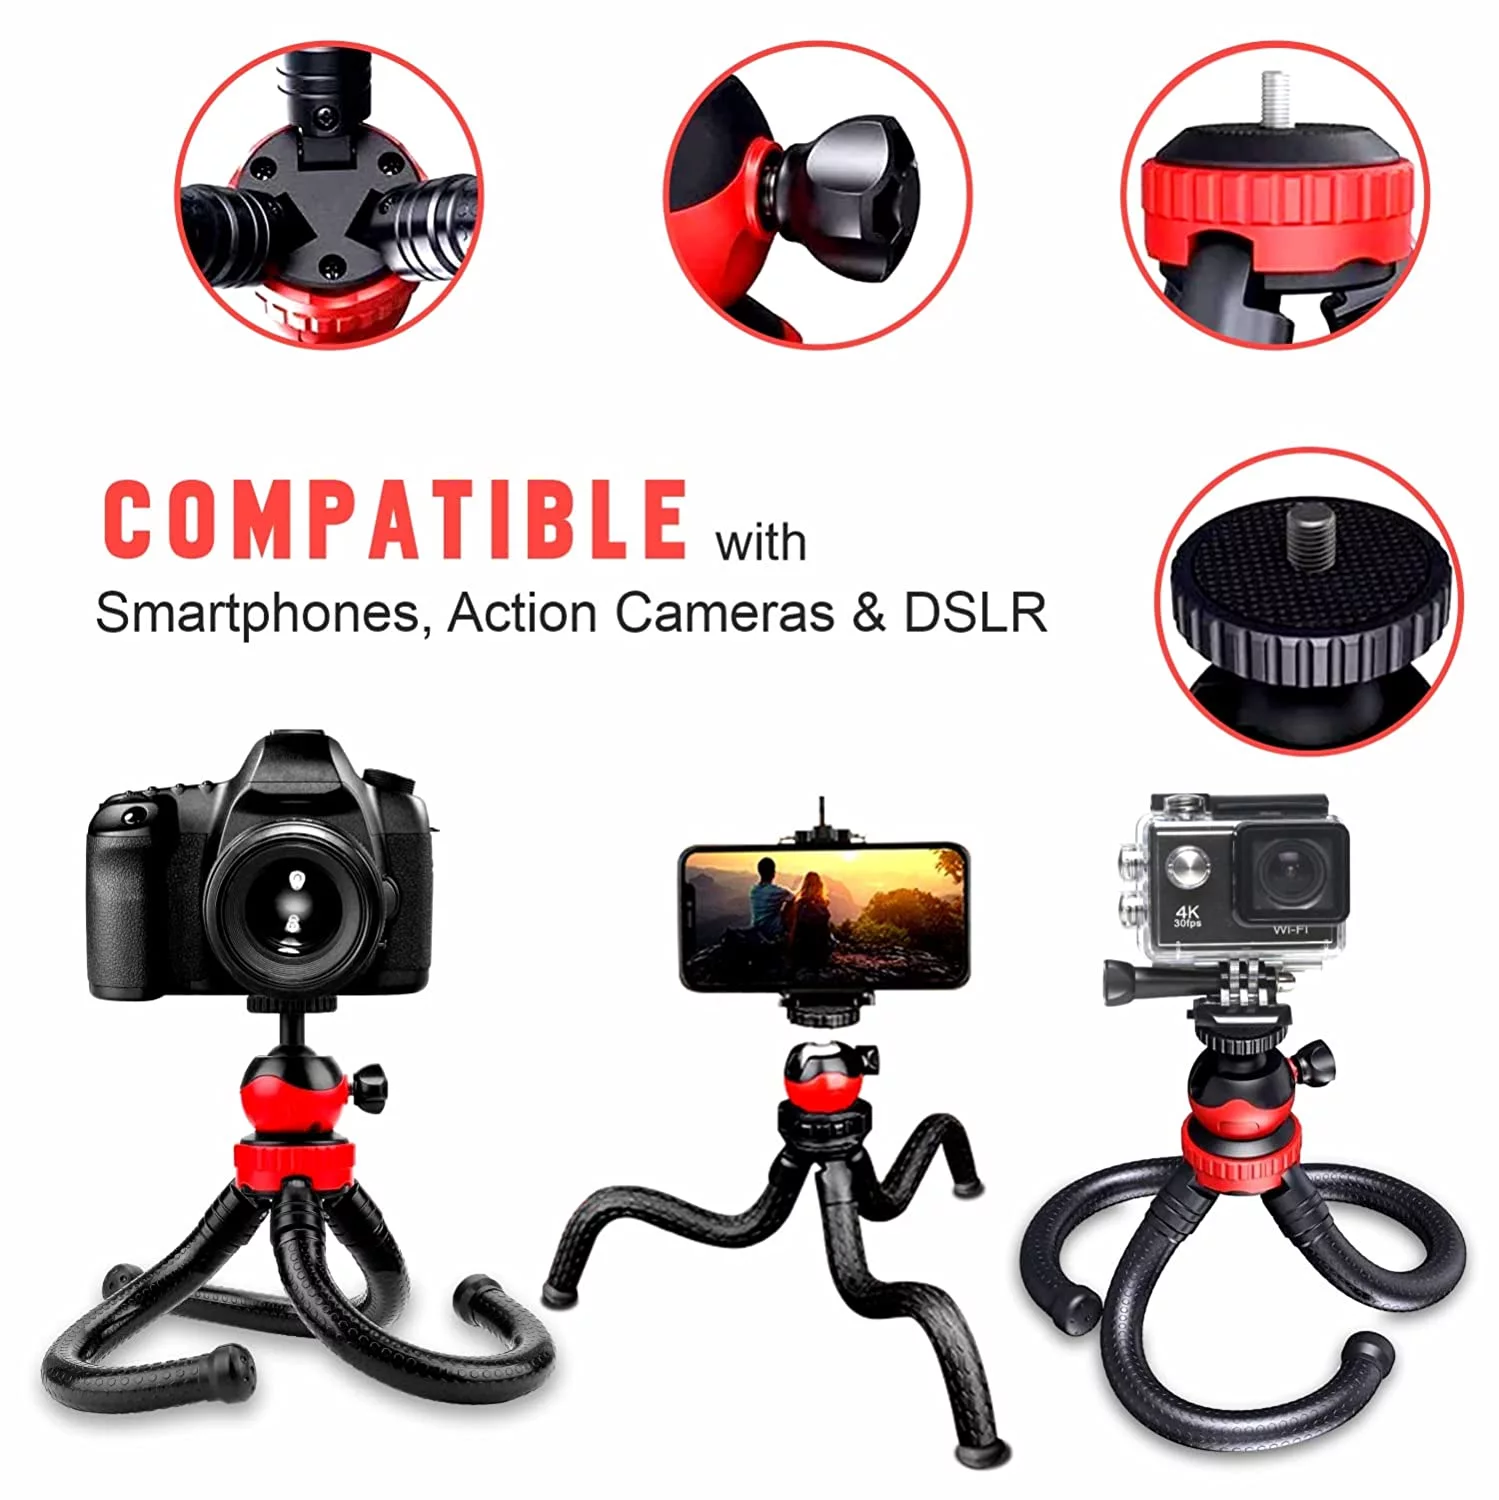 COMPATIBLE with
Smartphones, Action Cameras & DSLR
4K
30fps
Wi-Fi